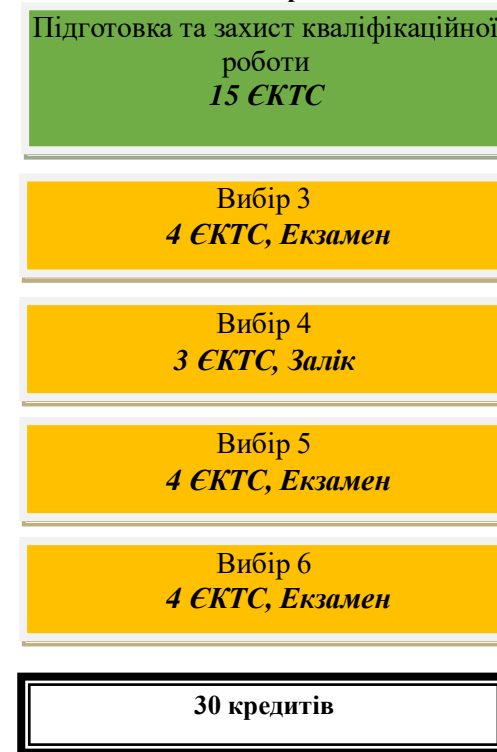 Підготовка та захист кваліфікаційної
роботи
15 ЄКТС
Вибір 3
4 ЄКТС, Екзамен
Вибір 4
3 ЄКТС, Залік
Вибір 5
4 ЄКТС, Екзамен
Вибір 6
4 ЄКТС, Екзамен
30 кредитів